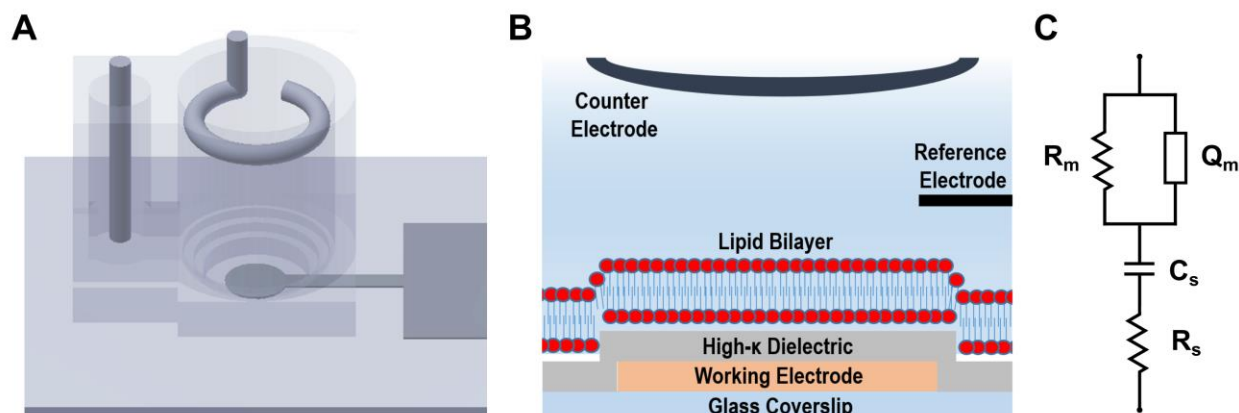 A
B
Counter
Electrode
Reference
Electrode
Lipid Bilayer
High-κ Dielectric
Working Electrode
Glass Coverslip
C
Rₘ
Qₘ
Cₛ
Rₛ